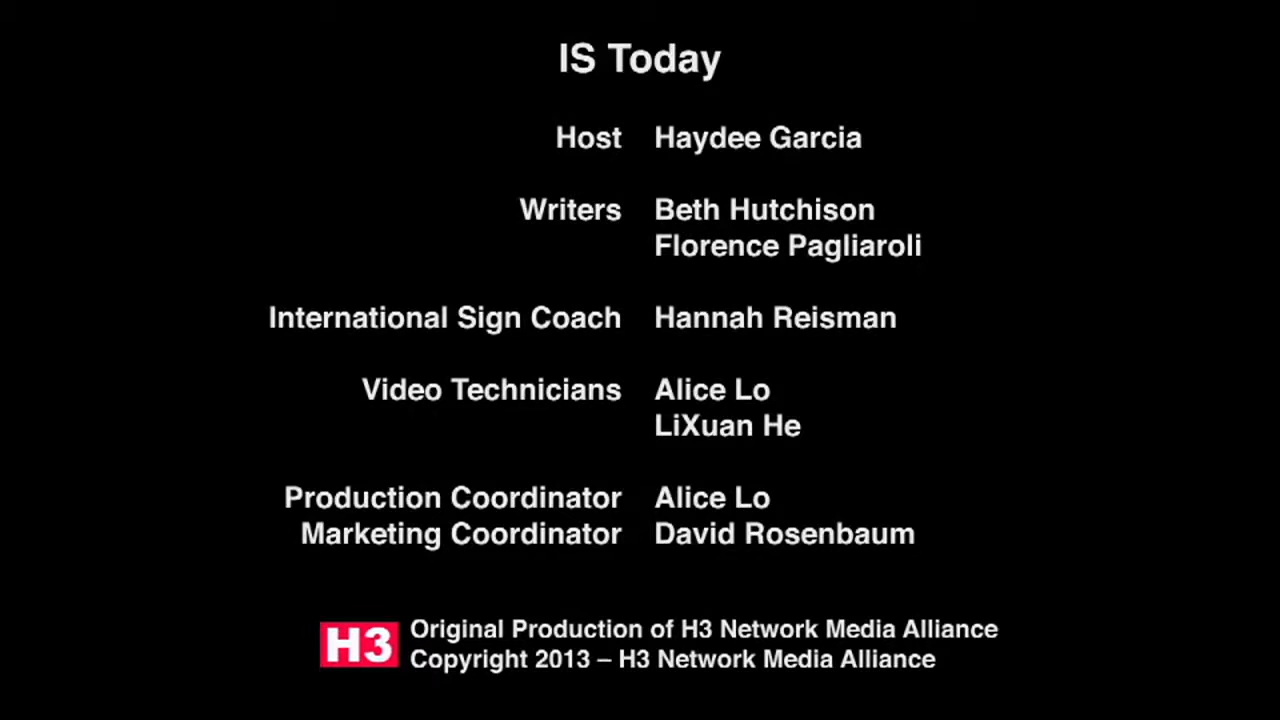 IS Today
Host Haydee Garcia
Writers Beth Hutchison
Florence Pagliaroli
International Sign Coach Hannah Reisman
Video Technicians Alice Lo
LiXuan He
Production Coordinator Alice Lo
Marketing Coordinator David Rosenbaum
H3 Original Production of H3 Network Media Alliance
Copyright 2013 – H3 Network Media Alliance